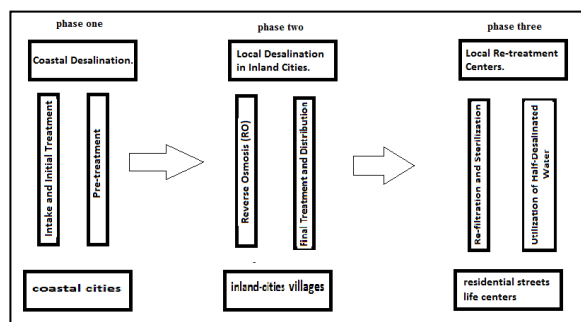 phase one
phase two
phase three
Coastal Desalination.
Local Desalination
in Inland Cities.
Local Re-treatment
Centers.
Intake and Initial Treatment
Pre-treatment
Reverse Osmosis (RO)
Final Treatment and Distribution
Re-filtration and Sterilization
Utilization of Half-Desalinated
Water
coastal cities
inland-cities villages
residential streets
life centers